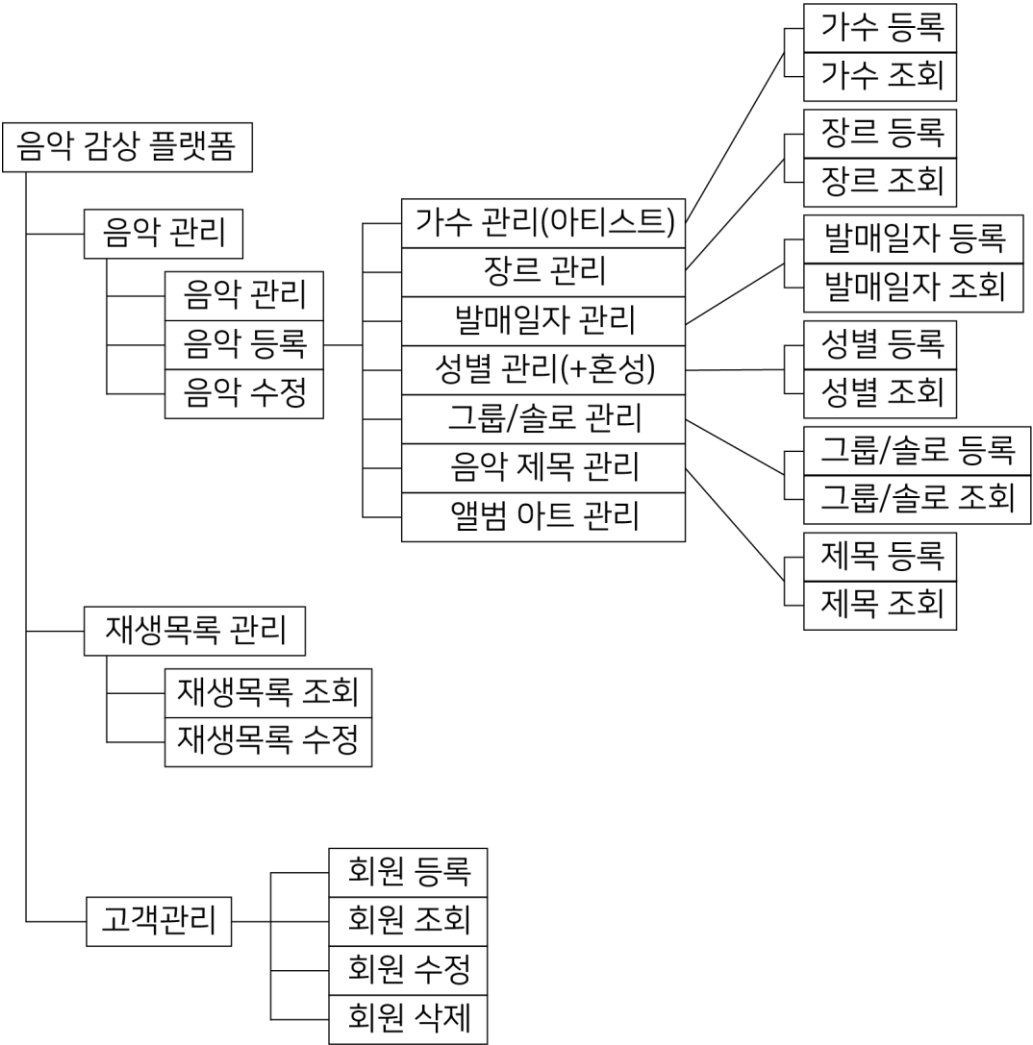 음악 감상 플랫폼
음악 관리
음악 관리
음악 등록
음악 수정
가수 관리(아티스트)
장르 관리
발매일자 관리
성별 관리(+혼성)
그룹/솔로 관리
음악 제목 관리
앨범 아트 관리
가수 등록
가수 조회
장르 등록
장르 조회
발매일자 등록
발매일자 조회
성별 등록
성별 조회
그룹/솔로 등록
그룹/솔로 조회
제목 등록
제목 조회
재생목록 관리
재생목록 조회
재생목록 수정
고객관리
회원 등록
회원 조회
회원 수정
회원 삭제